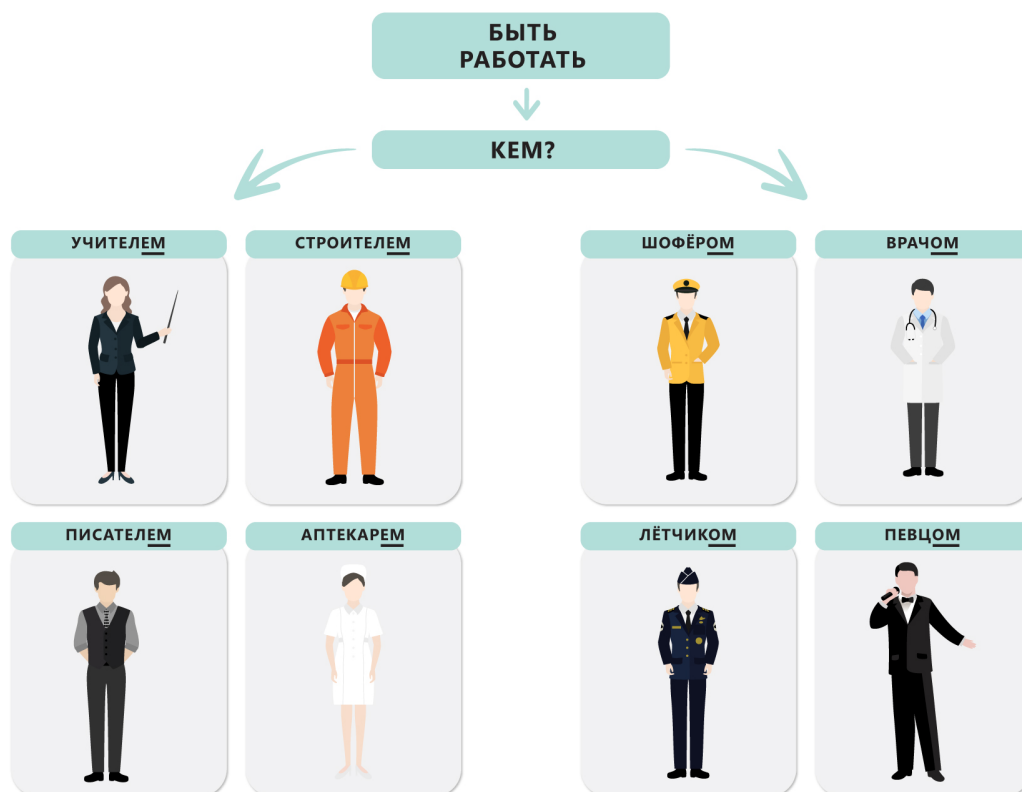 БЫТЬ
РАБОТАТЬ
КЕМ?
УЧИТЕЛЕМ
СТРОИТЕЛЕМ
ШОФЁРОМ
ВРАЧОМ
ПИСАТЕЛЕМ
АПТЕКАРЕМ
ЛЁТЧИКОМ
ПЕВЦОМ